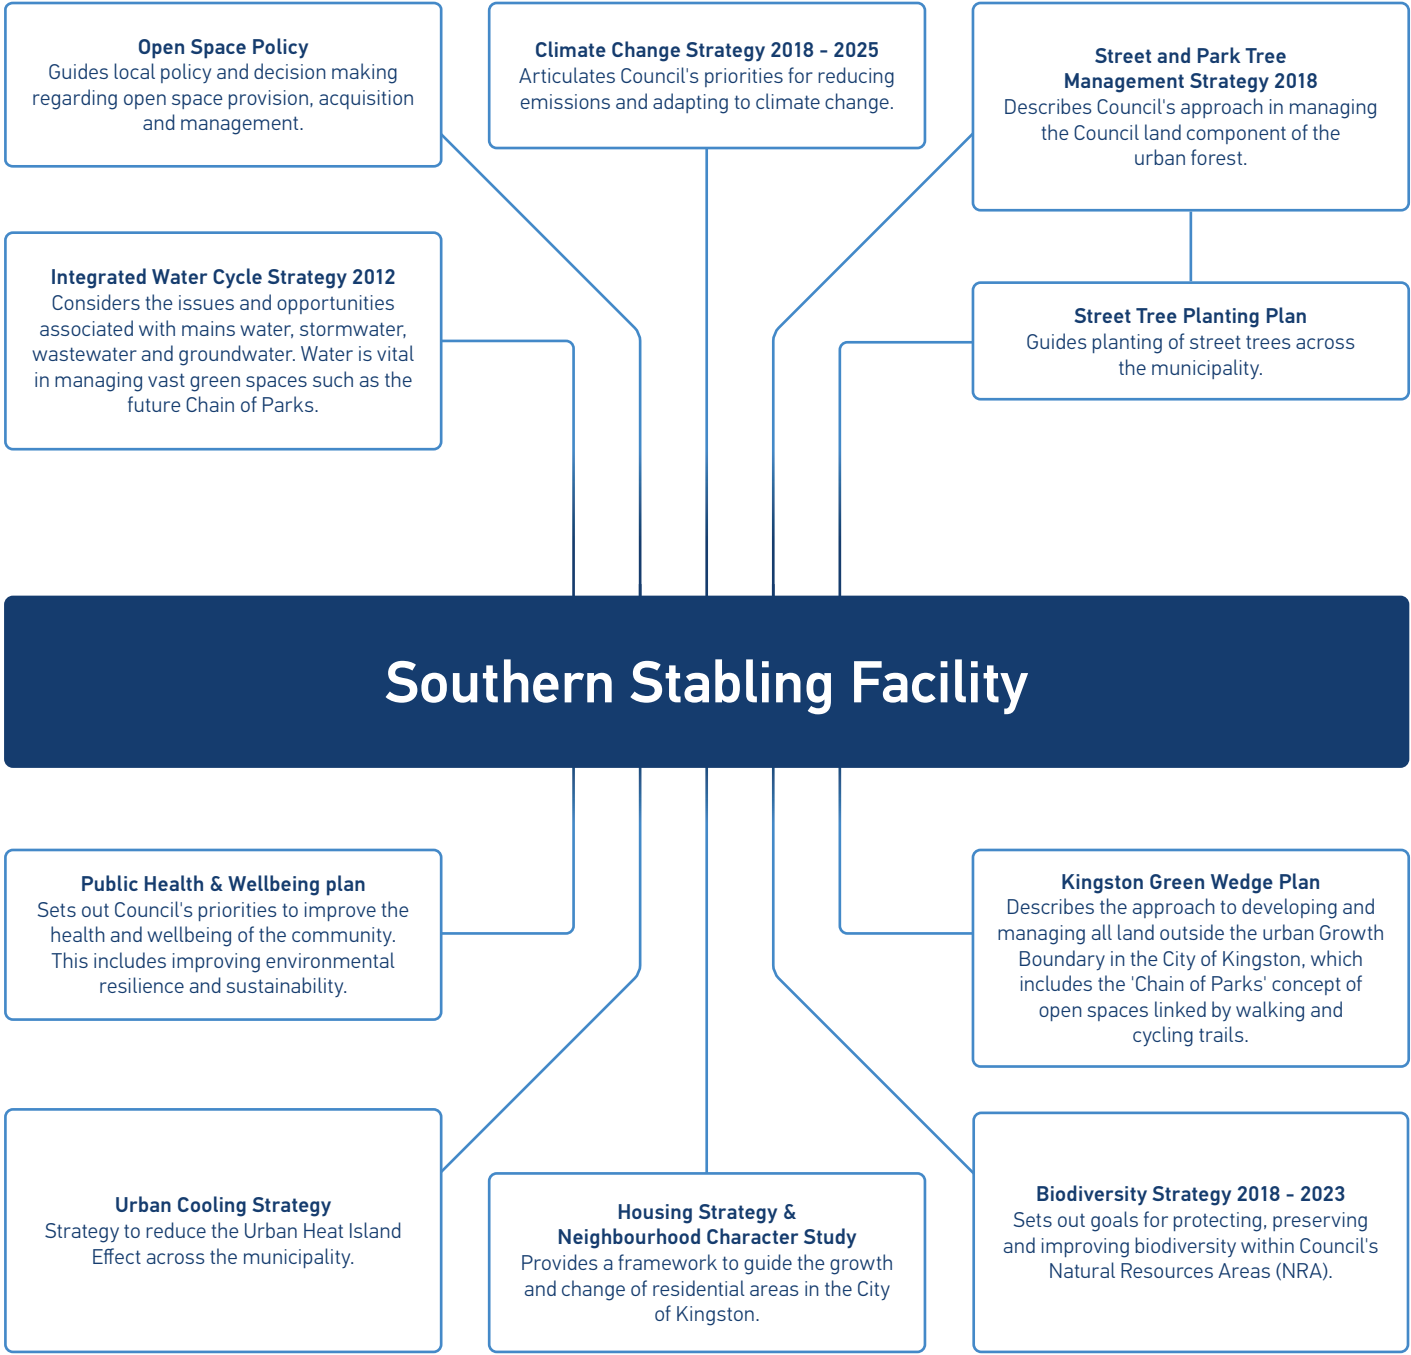 Open Space Policy
Guides local policy and decision making
regarding open space provision, acquisition
and management.
Climate Change Strategy 2018 - 2025
Articulates Council's priorities for reducing
emissions and adapting to climate change.
Street and Park Tree
Management Strategy 2018
Describes Council's approach in managing
the Council land component of the
urban forest.
Integrated Water Cycle Strategy 2012
Considers the issues and opportunities
associated with mains water, stormwater,
wastewater and groundwater. Water is vital
in managing vast green spaces such as the
future Chain of Parks.
Street Tree Planting Plan
Guides planting of street trees across
the municipality.
Southern Stabling Facility
Public Health & Wellbeing plan
Sets out Council's priorities to improve the
health and wellbeing of the community.
This includes improving environmental
resilience and sustainability.
Kingston Green Wedge Plan
Describes the approach to developing and
managing all land outside the urban Growth
Boundary in the City of Kingston, which
includes the 'Chain of Parks' concept of
open spaces linked by walking and
cycling trails.
Urban Cooling Strategy
Strategy to reduce the Urban Heat Island
Effect across the municipality.
Housing Strategy &
Neighbourhood Character Study
Provides a framework to guide the growth
and change of residential areas in the City
of Kingston.
Biodiversity Strategy 2018 - 2023
Sets out goals for protecting, preserving
and improving biodiversity within Council's
Natural Resources Areas (NRA).